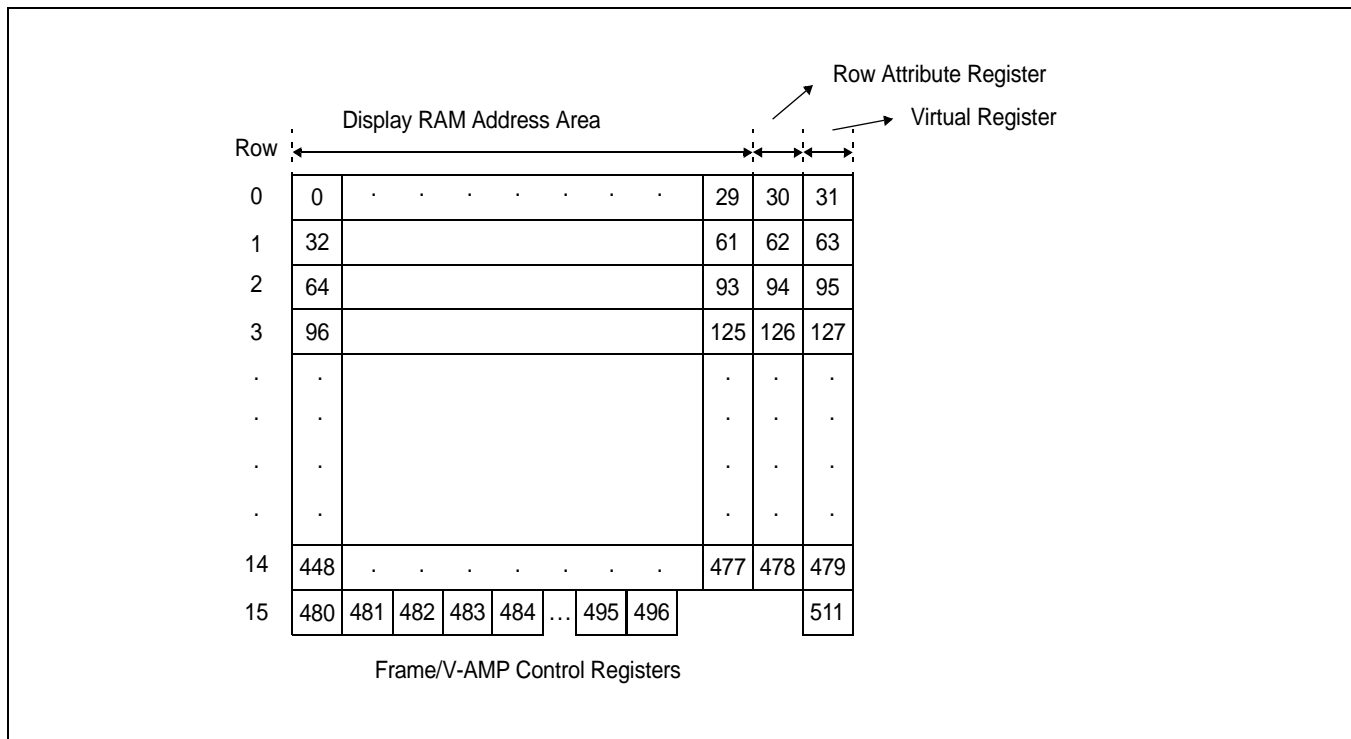 Row Attribute Register
Display RAM Address Area
Virtual Register
Row
0 0 . . . . . . . 29 30 31
1 32 61 62 63
2 64 93 94 95
3 96 125 126 127
. . . . .
. . . . .
. . . . .
. . . . .
14 448 . . . . . . . 477 478 479
15 480 481 482 483 484 ... 495 496 511
Frame/V-AMP Control Registers